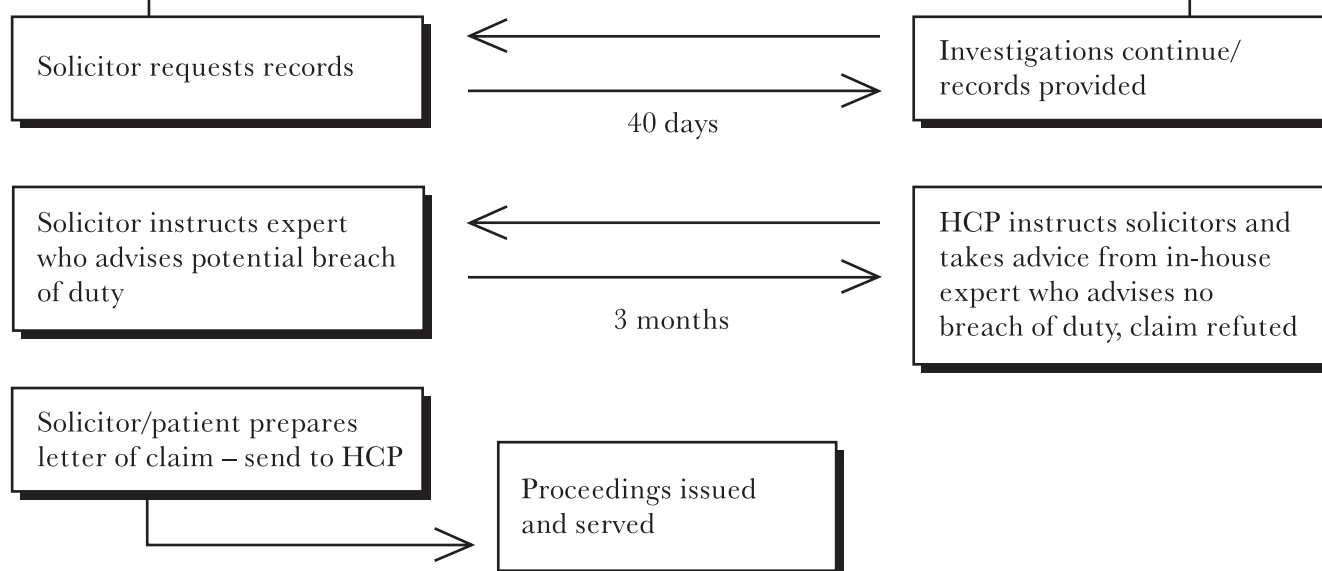 Solicitor requests records
40 days
Investigations continue/
records provided
Solicitor instructs expert
who advises potential breach
of duty
3 months
HCP instructs solicitors and
takes advice from in-house
expert who advises no
breach of duty, claim refuted
Solicitor/patient prepares
letter of claim – send to HCP
Proceedings issued
and served